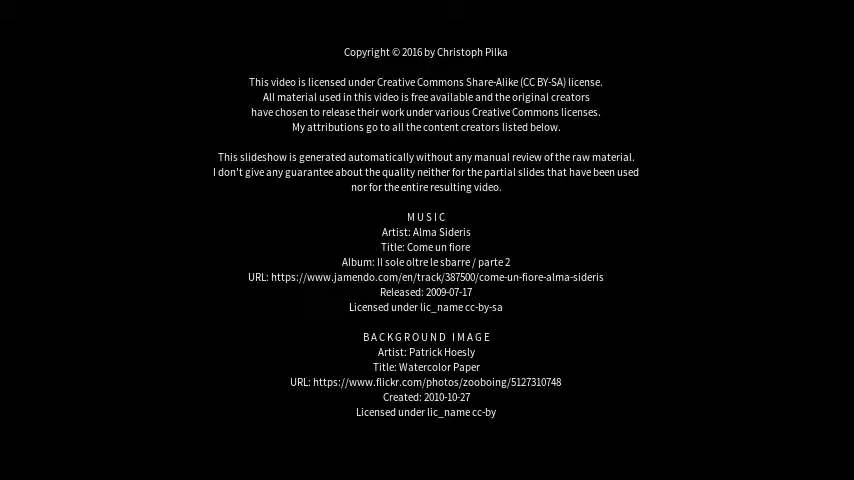 Copyright © 2016 by Christoph Pilka
This video is licensed under Creative Commons Share-Alike (CC BY-SA) license.
All material used in this video is free available and the original creators
have chosen to release their work under various Creative Commons licenses.
My attributions go to all the content creators listed below.
This slideshow is generated automatically without any manual review of the raw material.
I don't give any guarantee about the quality neither for the partial slides that have been used
nor for the entire resulting video.
MUSIC
Artist: Alma Sideris
Title: Come un fiore
Album: Il sole oltre le sbarre / parte 2
URL: https://www.jamendo.com/en/track/387500/come-un-fiore-alma-sideris
Released: 2009-07-17
Licensed under lic_name cc-by-sa
BACKGROUND IMAGE
Artist: Patrick Hoesly
Title: Watercolor Paper
URL: https://www.flickr.com/photos/zooboing/5127310748
Created: 2010-10-27
Licensed under lic_name cc-by